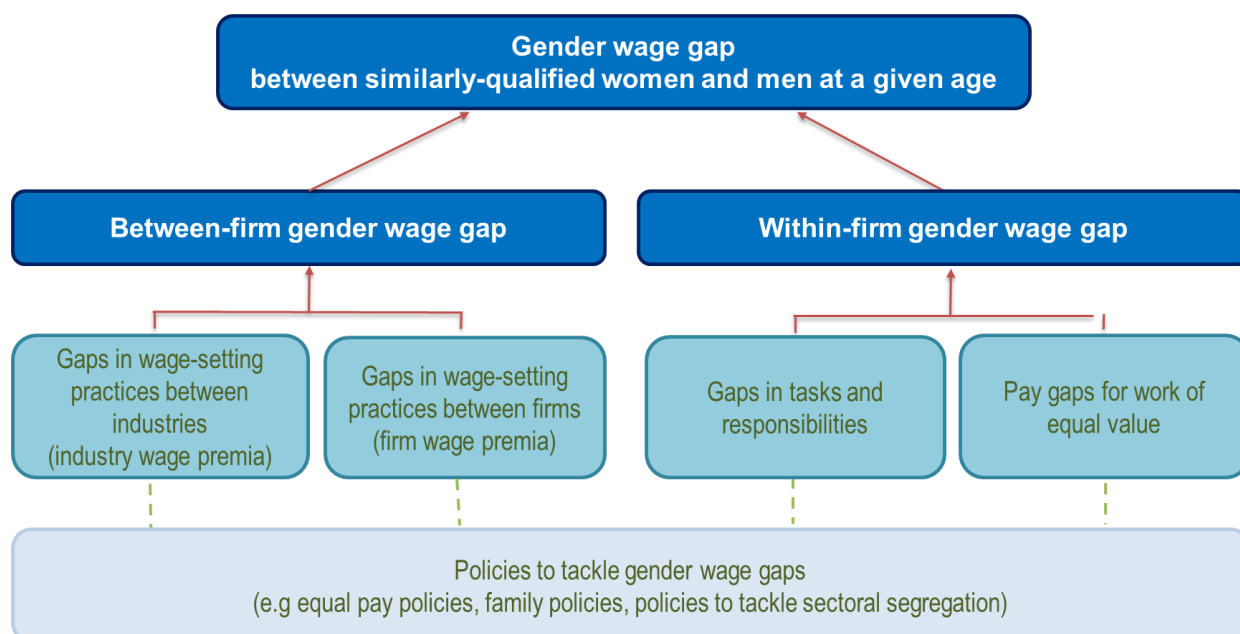 Gender wage gap
between similarly-qualified women and men at a given age
Between-firm gender wage gap
Within-firm gender wage gap
Gaps in wage-setting
practices between
industries
(industry wage premia)
Gaps in wage-setting
practices between firms
(firm wage premia)
Gaps in tasks and
responsibilities
Pay gaps for work of
equal value
Policies to tackle gender wage gaps
(e.g equal pay policies, family policies, policies to tackle sectoral segregation)